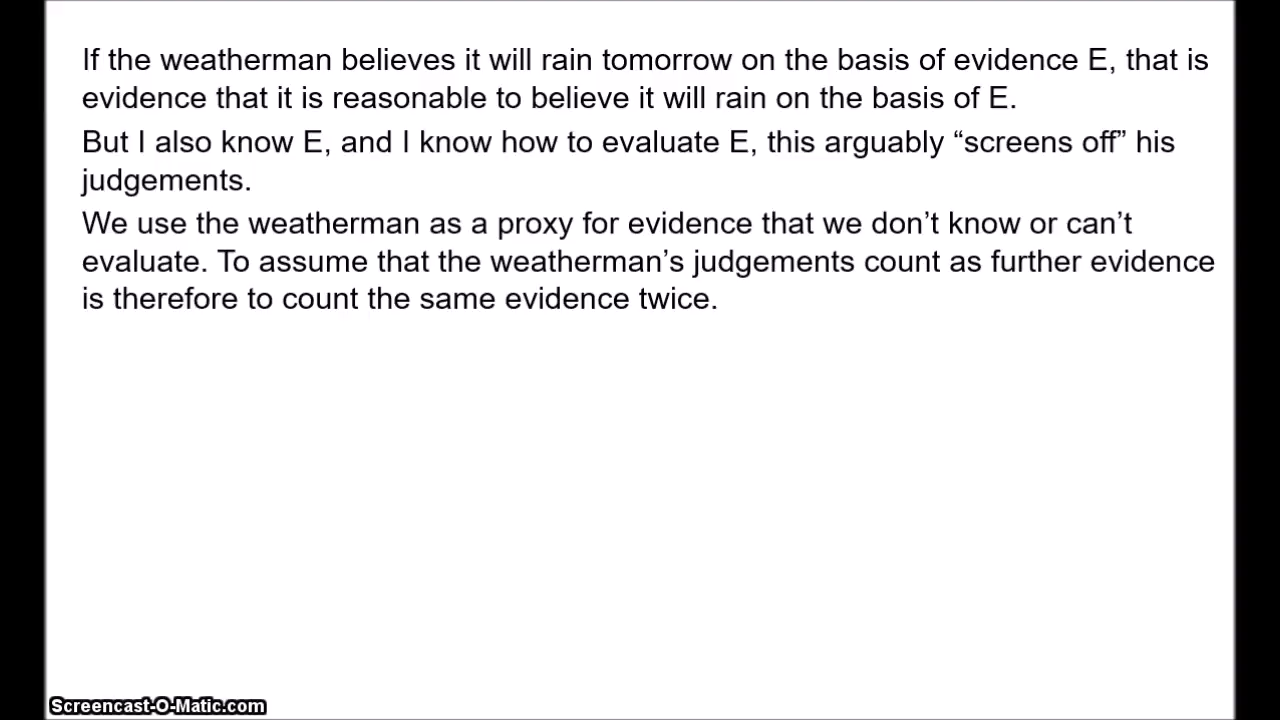 If the weatherman believes it will rain tomorrow on the basis of evidence E, that is
evidence that it is reasonable to believe it will rain on the basis of E.
But I also know E, and I know how to evaluate E, this arguably “screens off” his
judgements.
We use the weatherman as a proxy for evidence that we don’t know or can’t
evaluate. To assume that the weatherman’s judgements count as further evidence
is therefore to count the same evidence twice.
Screencast-O-Matic.com